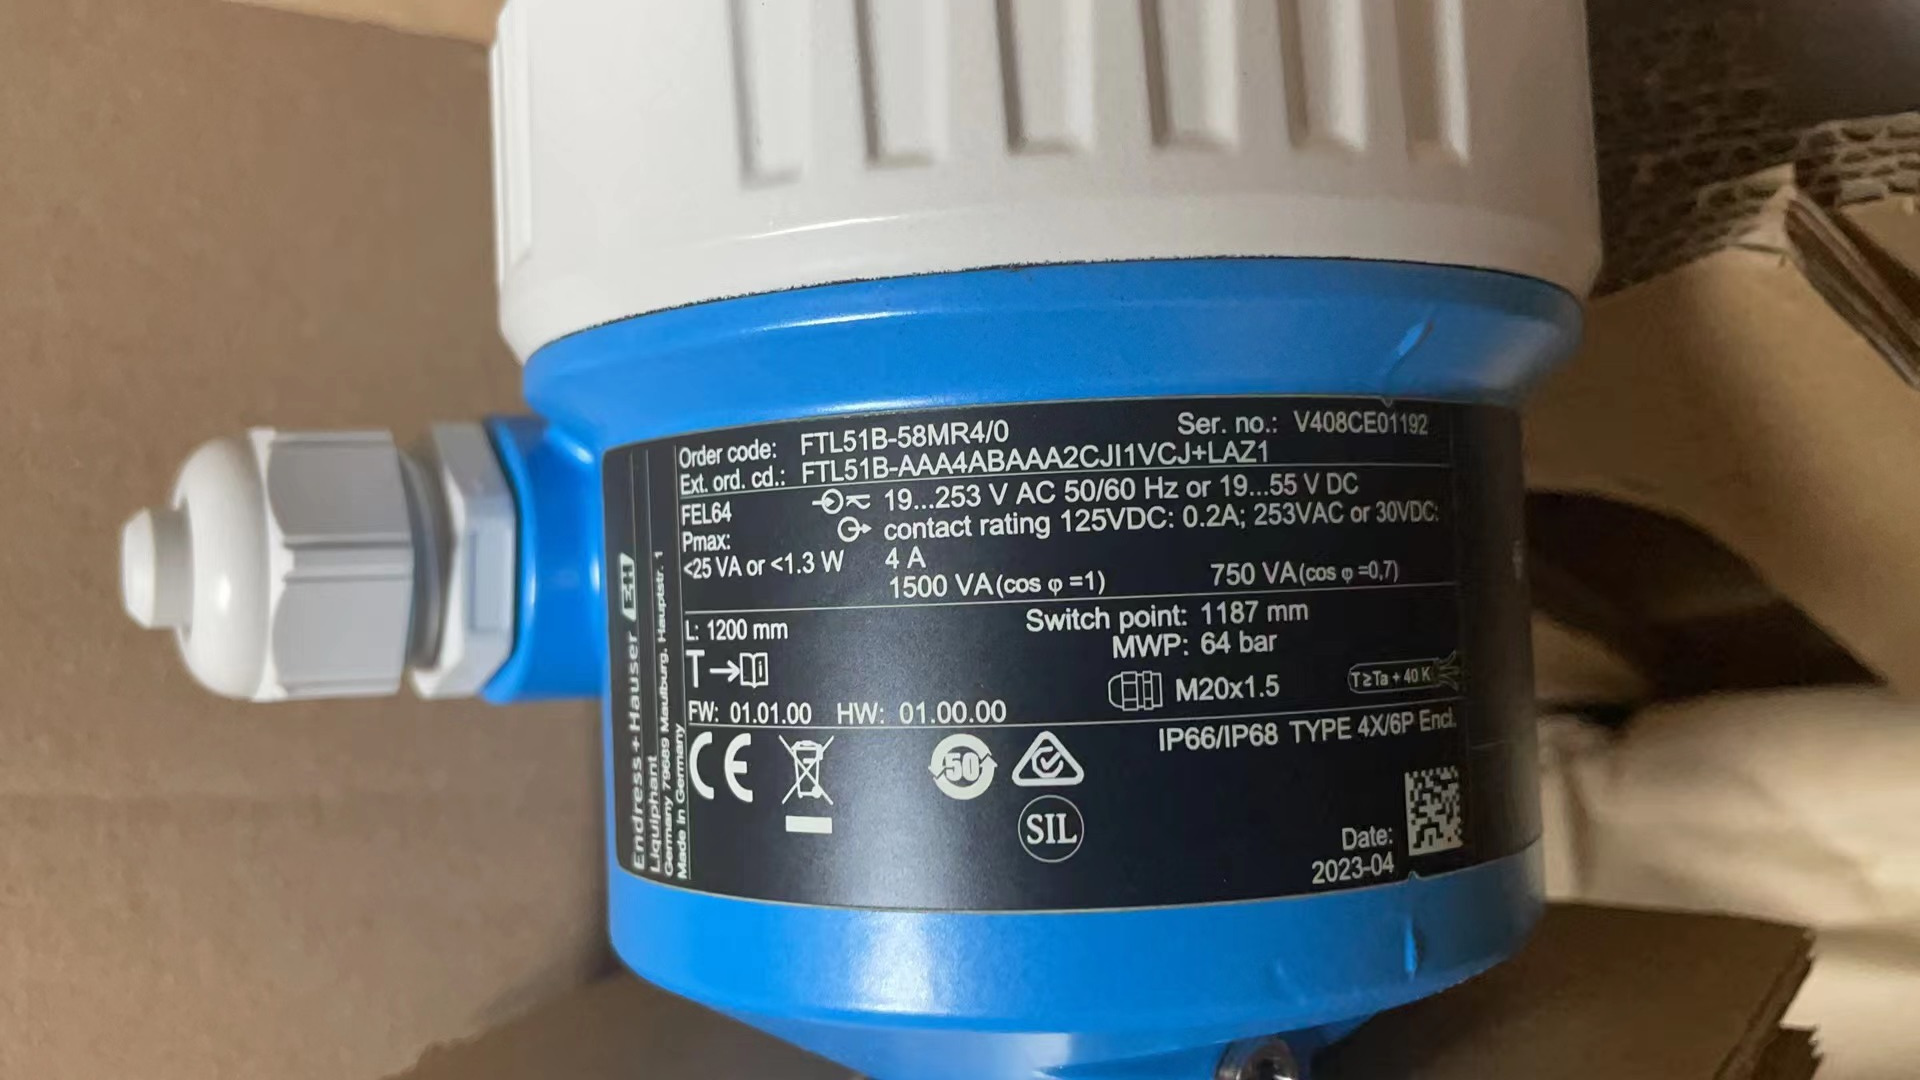 Order code: FTL51B-58MR4/0 Ser. no.: V408CE01192
Ext. ord. cd.: FTL51B-AAA4ABAAA2CJI1VCJ+LAZ1
FEL64 19...253 V AC 50/60 Hz or 19...55 V DC
Pmax: contact rating 125VDC: 0.2A; 253VAC or 30VDC:
<25 VA or <1.3 W 4 A
1500 VA (cos φ =1) 750 VA (cos φ =0,7)
L: 1200 mm Switch point: 1187 mm
MWP: 64 bar
T → i
M20x1.5 T≥Ta + 40 K
FW: 01.01.00 HW: 01.00.00
IP66/IP68 TYPE 4X/6P Encl.
CE
50
SIL
Date:
2023-04
Endress+Hauser EH
Liquiphant
Germany 79689 Maulburg, Hauptstr. 1
Made in Germany